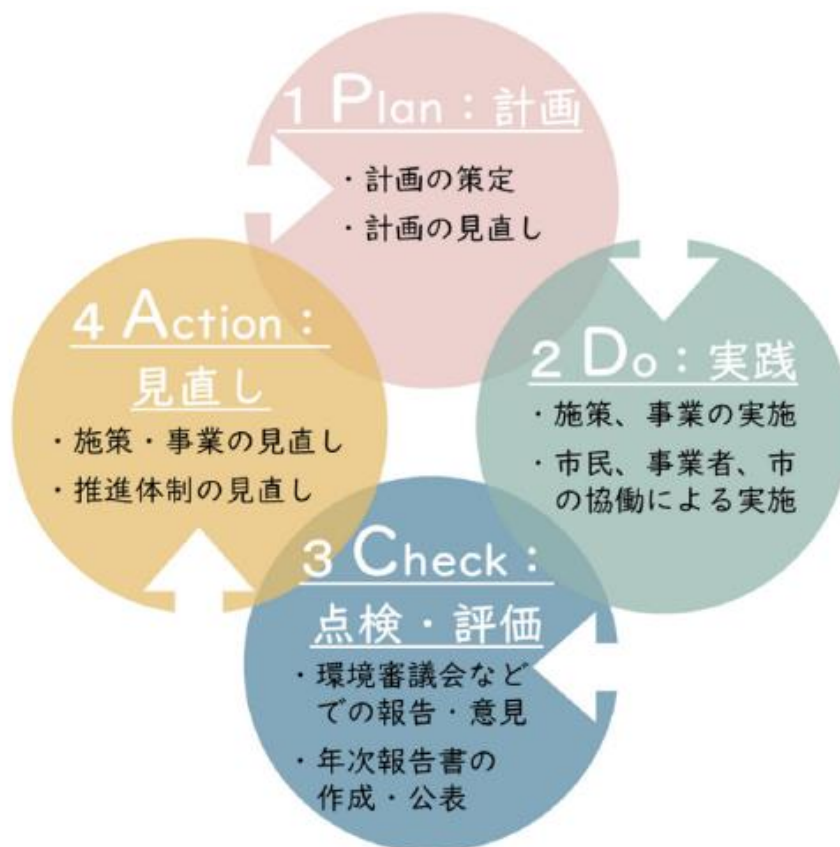 1 Plan：計画
・計画の策定
・計画の見直し
2 Do：実践
・施策、事業の実施
・市民、事業者、市
の協働による実施
3 Check：
点検・評価
・環境審議会など
での報告・意見
・年次報告書の
作成・公表
4 Action：
見直し
・施策・事業の見直し
・推進体制の見直し